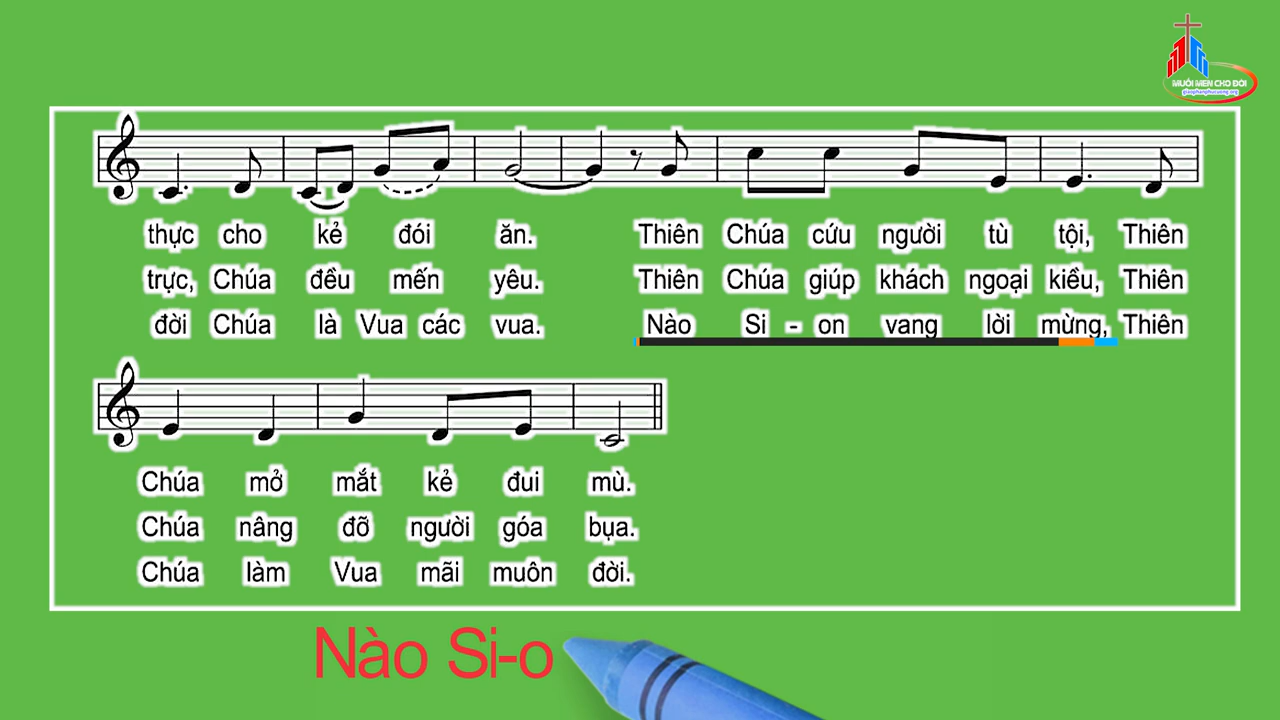 MUỐI MEN CHO ĐỜI
giaophanphucuong.org
thực cho kẻ đói ăn. Thiên Chúa cứu người tù tội, Thiên
trực, Chúa đều mến yêu. Thiên Chúa giúp khách ngoại kiều, Thiên
đời Chúa là Vua các vua. Nào Si - on vang lời mừng, Thiên
Chúa mở mắt kẻ đui mù.
Chúa nâng đỡ người góa bụa.
Chúa làm Vua mãi muôn đời.
Nào Si-o